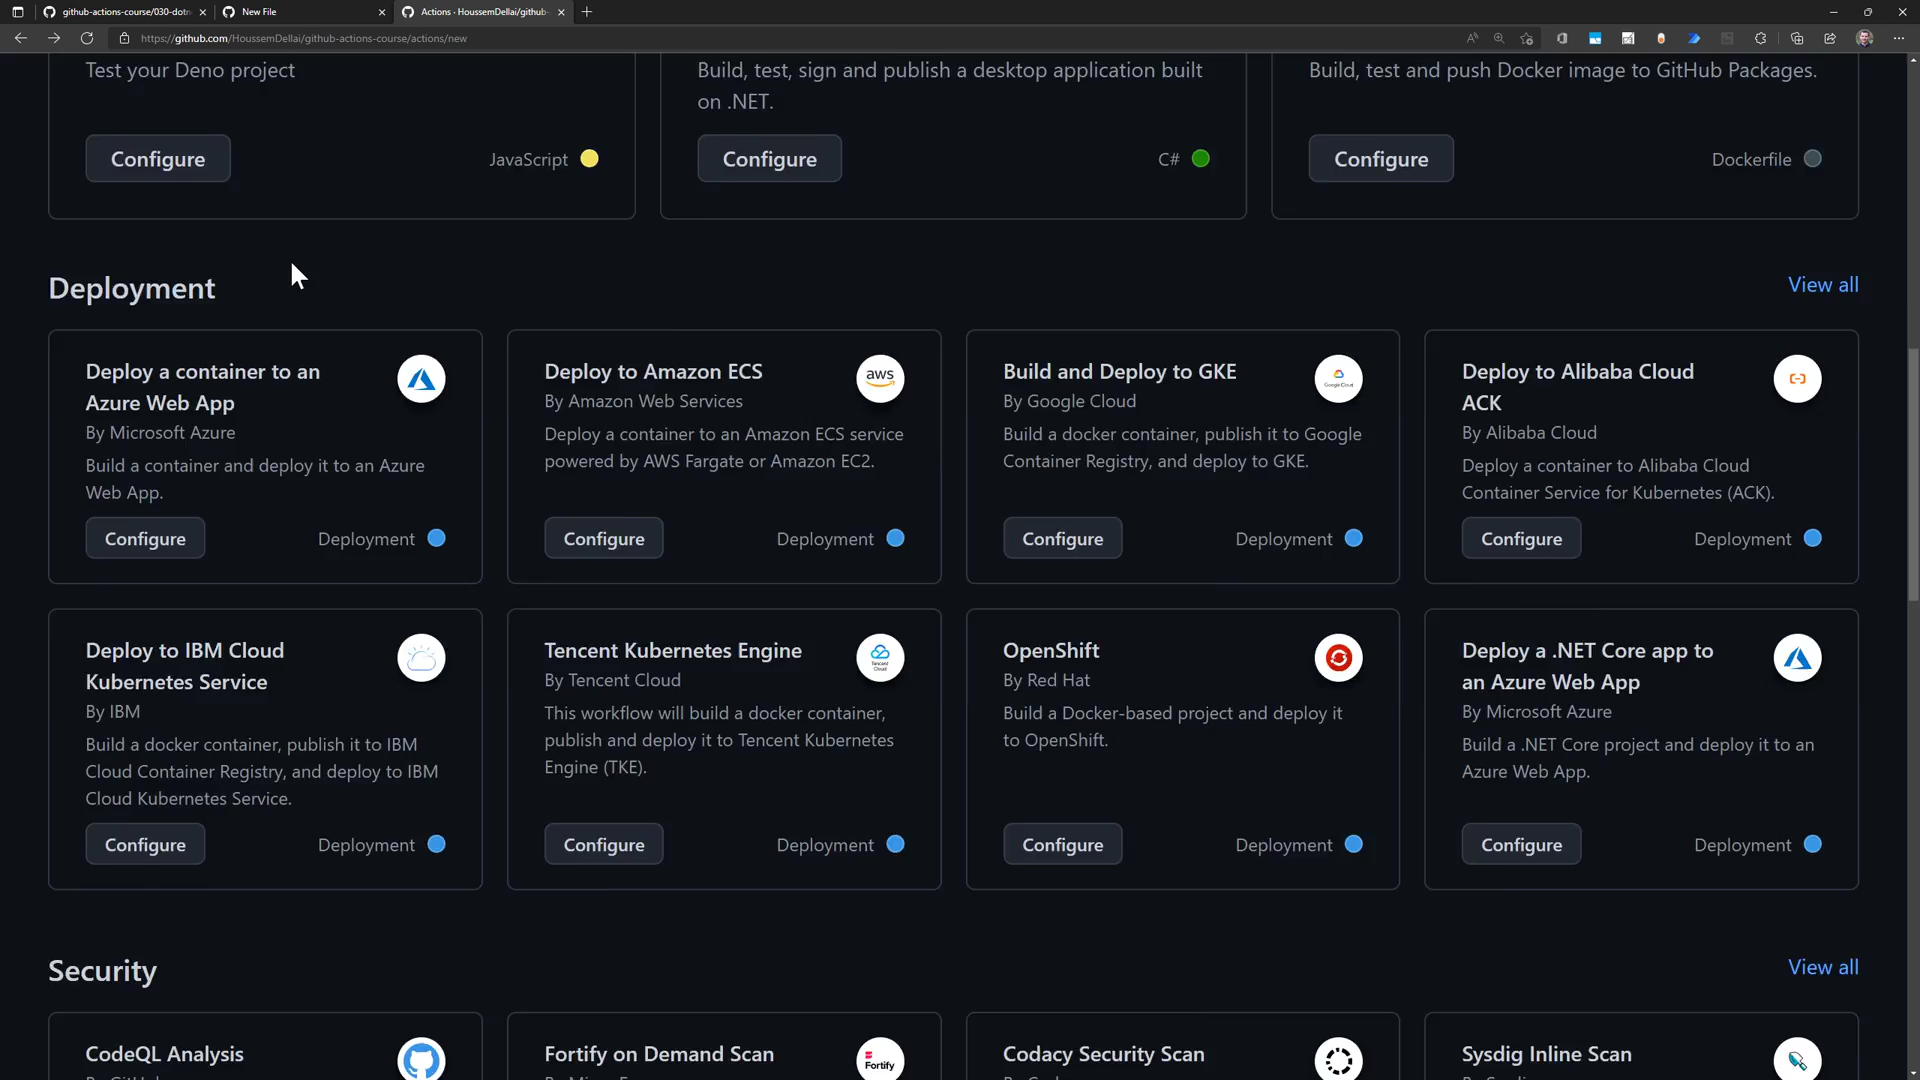 github-actions-course/030-dotn
New File
Actions · HoussemDellai/github-
https://github.com/HoussemDellai/github-actions-course/actions/new
Test your Deno project
Configure
JavaScript
Build, test, sign and publish a desktop application built
on .NET.
Configure
C#
Build, test and push Docker image to GitHub Packages.
Configure
Dockerfile
Deployment
View all
Deploy a container to an
Azure Web App
By Microsoft Azure
Build a container and deploy it to an Azure
Web App.
Configure
Deployment
Deploy to Amazon ECS
By Amazon Web Services
Deploy a container to an Amazon ECS service
powered by AWS Fargate or Amazon EC2.
Configure
Deployment
aws
Build and Deploy to GKE
By Google Cloud
Build a docker container, publish it to Google
Container Registry, and deploy to GKE.
Configure
Deployment
Google Cloud
Deploy to Alibaba Cloud
ACK
By Alibaba Cloud
Deploy a container to Alibaba Cloud
Container Service for Kubernetes (ACK).
Configure
Deployment
Deploy to IBM Cloud
Kubernetes Service
By IBM
Build a docker container, publish it to IBM
Cloud Container Registry, and deploy to IBM
Cloud Kubernetes Service.
Configure
Deployment
Tencent Kubernetes Engine
By Tencent Cloud
This workflow will build a docker container,
publish and deploy it to Tencent Kubernetes
Engine (TKE).
Configure
Deployment
Tencent
Cloud
OpenShift
By Red Hat
Build a Docker-based project and deploy it
to OpenShift.
Configure
Deployment
Deploy a .NET Core app to
an Azure Web App
By Microsoft Azure
Build a .NET Core project and deploy it to an
Azure Web App.
Configure
Deployment
Security
View all
CodeQL Analysis
Fortify on Demand Scan
Fortify
Codacy Security Scan
Sysdig Inline Scan